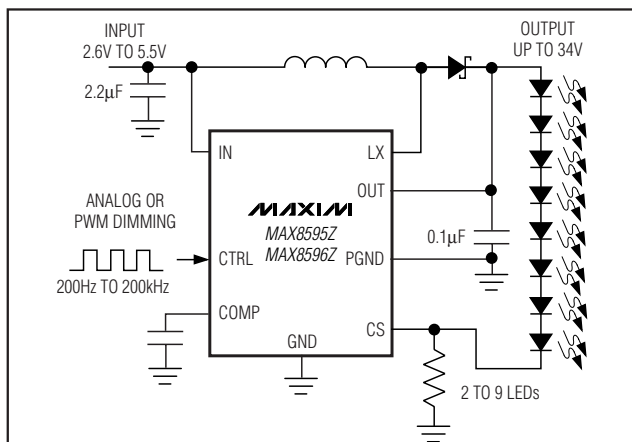 INPUT
2.6V TO 5.5V
OUTPUT
UP TO 34V
2.2µF
IN
LX
OUT
ANALOG OR
PWM DIMMING
MAXIM
MAX8595Z
MAX8596Z
0.1µF
CTRL
PGND
200Hz TO 200kHz
COMP
CS
GND
2 TO 9 LEDs